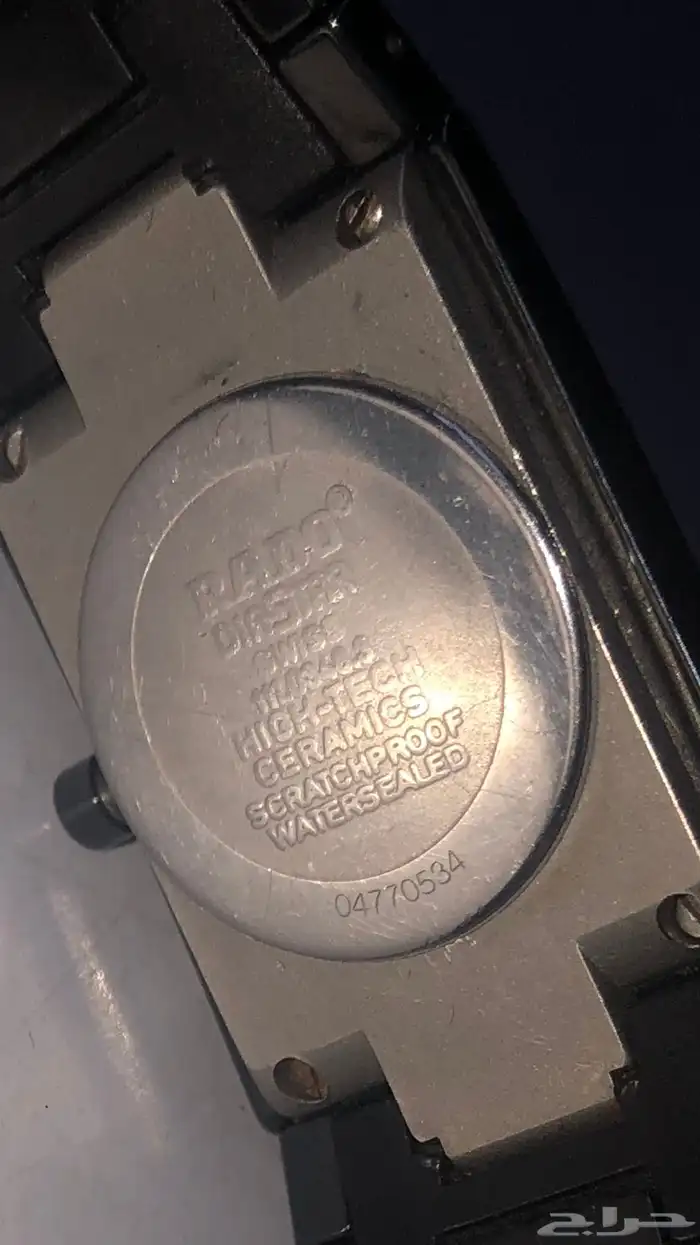 RADO®
DIASTAR
SWISS
HIGH-TECH
CERAMICS
SCRATCHPROOF
WATERSEALED
04770534
حراج